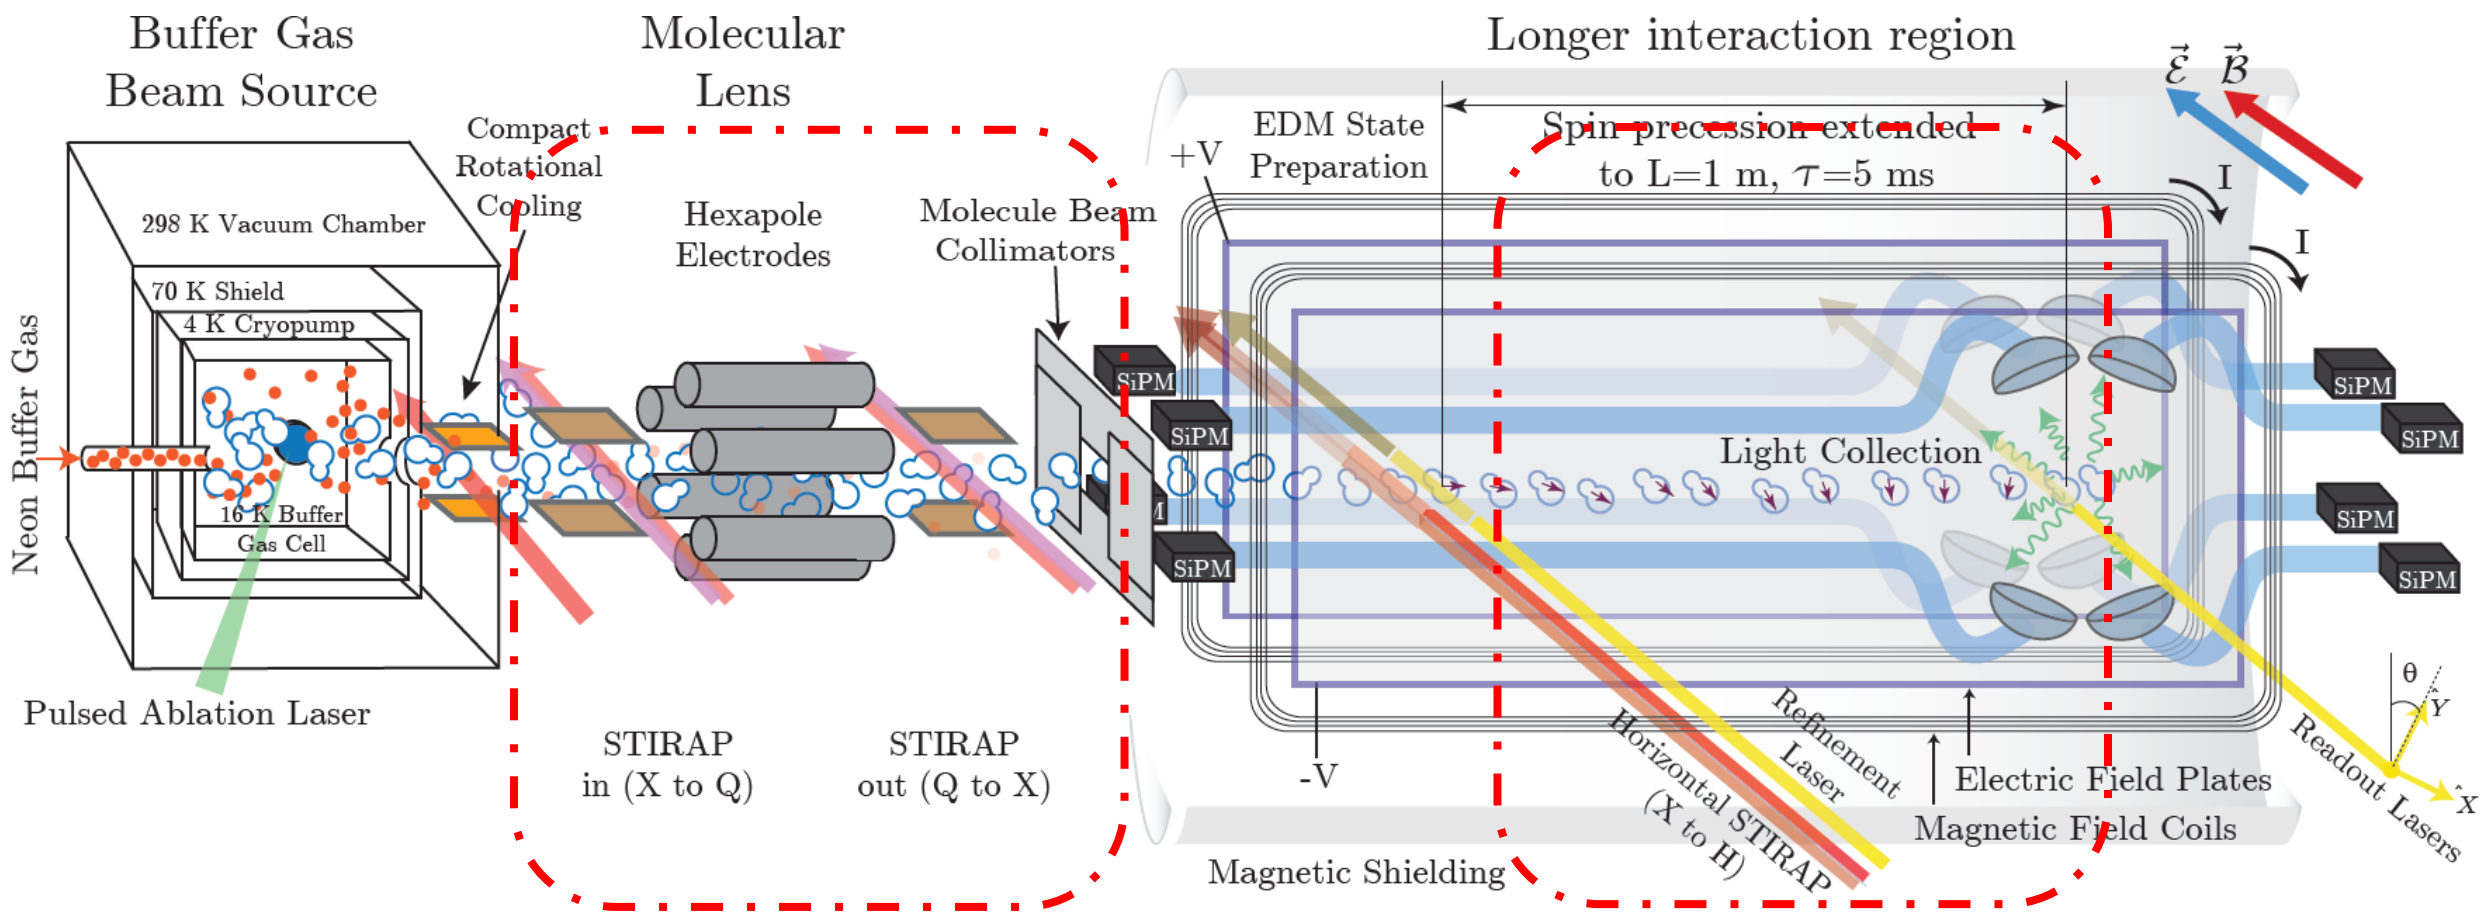 Buffer Gas
Beam Source
Molecular
Lens
Longer interaction region
Compact
Rotational
Cooling
298 K Vacuum Chamber
70 K Shield
4 K Cryopump
16 K Buffer
Gas Cell
Neon Buffer Gas
Pulsed Ablation Laser
Hexapole
Electrodes
Molecule Beam
Collimators
STIRAP
in (X to Q)
STIRAP
out (Q to X)
+V
EDM State
Preparation
Spin precession extended
to L=1 m, τ=5 ms
ℰ⃗
ℬ⃗
I
I
SiPM
SiPM
SiPM
SiPM
SiPM
SiPM
SiPM
Light Collection
-V
Refinement
Laser
Horizontal STIRAP
(X to H)
Electric Field Plates
Magnetic Field Coils
Magnetic Shielding
Readout Lasers
θ
Ŷ
X̂